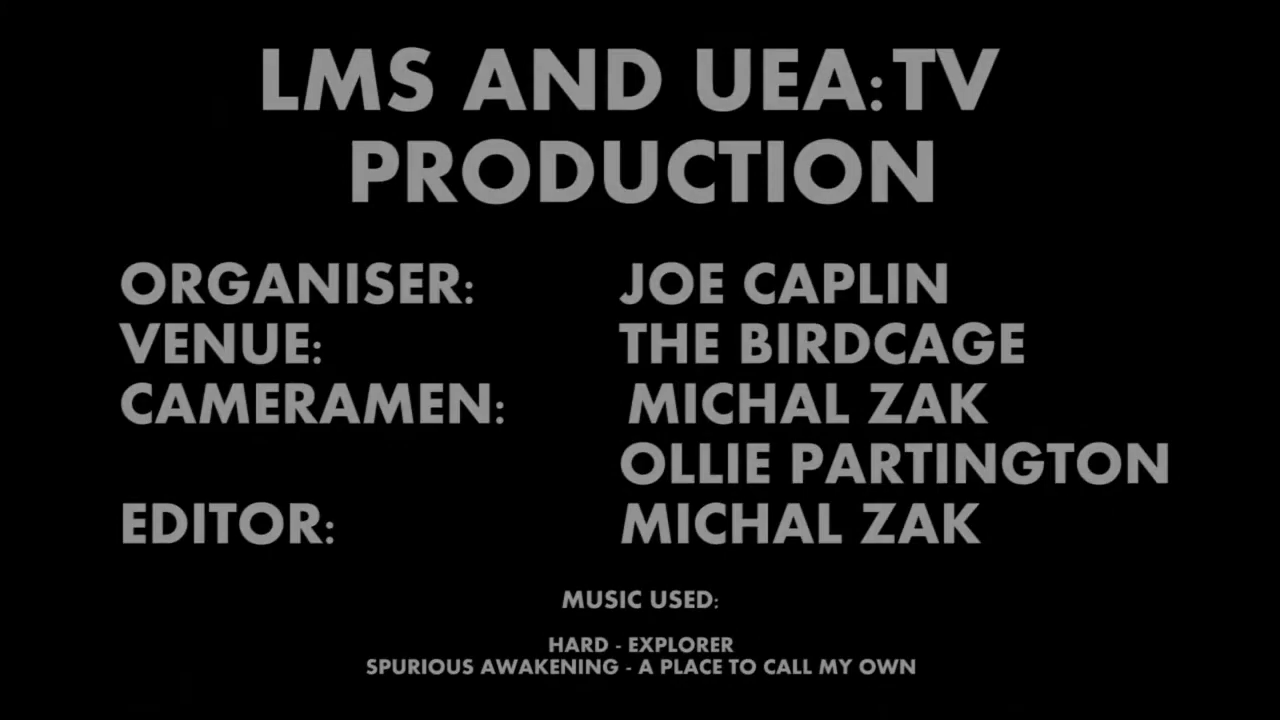 LMS AND UEA:TV
PRODUCTION
ORGANISER: JOE CAPLIN
VENUE: THE BIRDCAGE
CAMERAMEN: MICHAL ZAK
OLLIE PARTINGTON
EDITOR: MICHAL ZAK
MUSIC USED:
HARD - EXPLORER
SPURIOUS AWAKENING - A PLACE TO CALL MY OWN